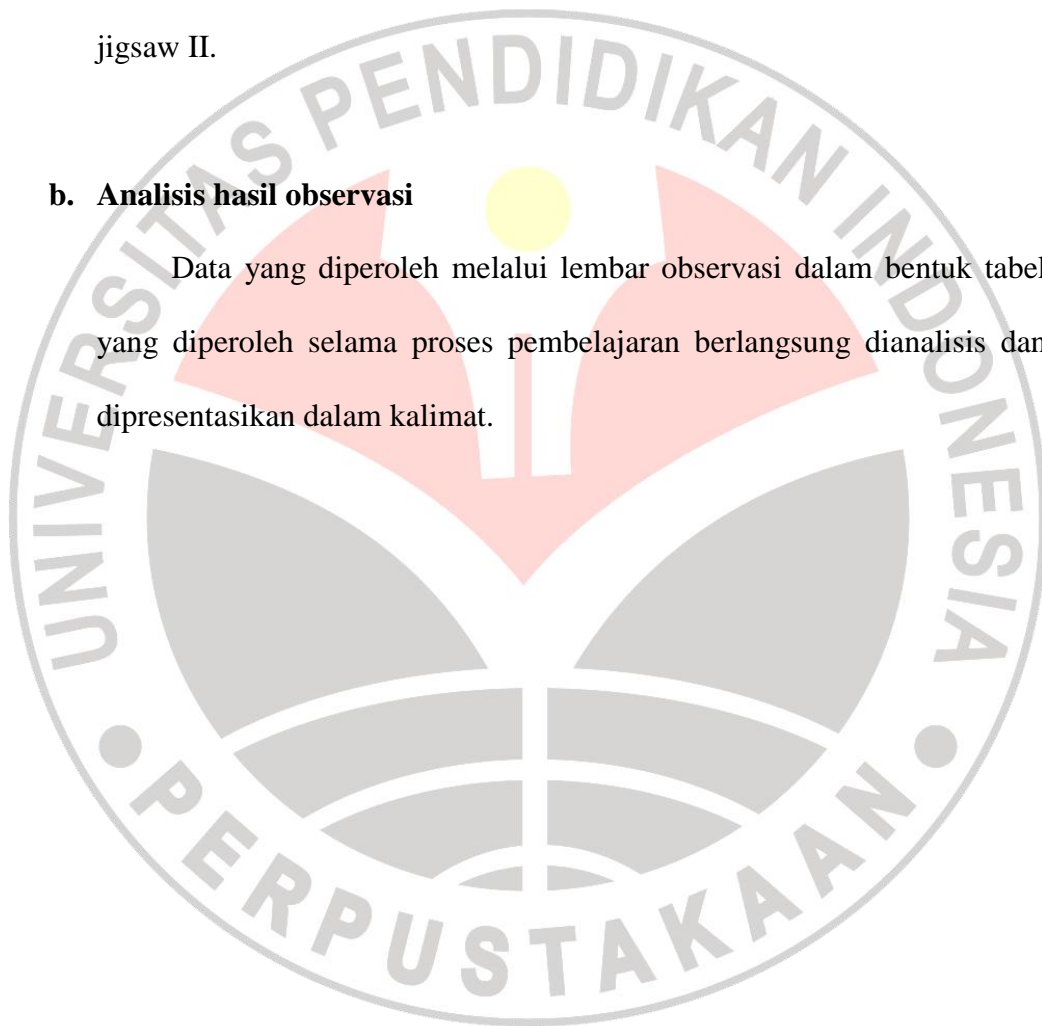 jigsaw II.
b. Analisis hasil observasi
Data yang diperoleh melalui lembar observasi dalam bentuk tabel
yang diperoleh selama proses pembelajaran berlangsung dianalisis dan
dipresentasikan dalam kalimat.
UNIVERSITAS PENDIDIKAN INDONESIA
PERPUSTAKAAN